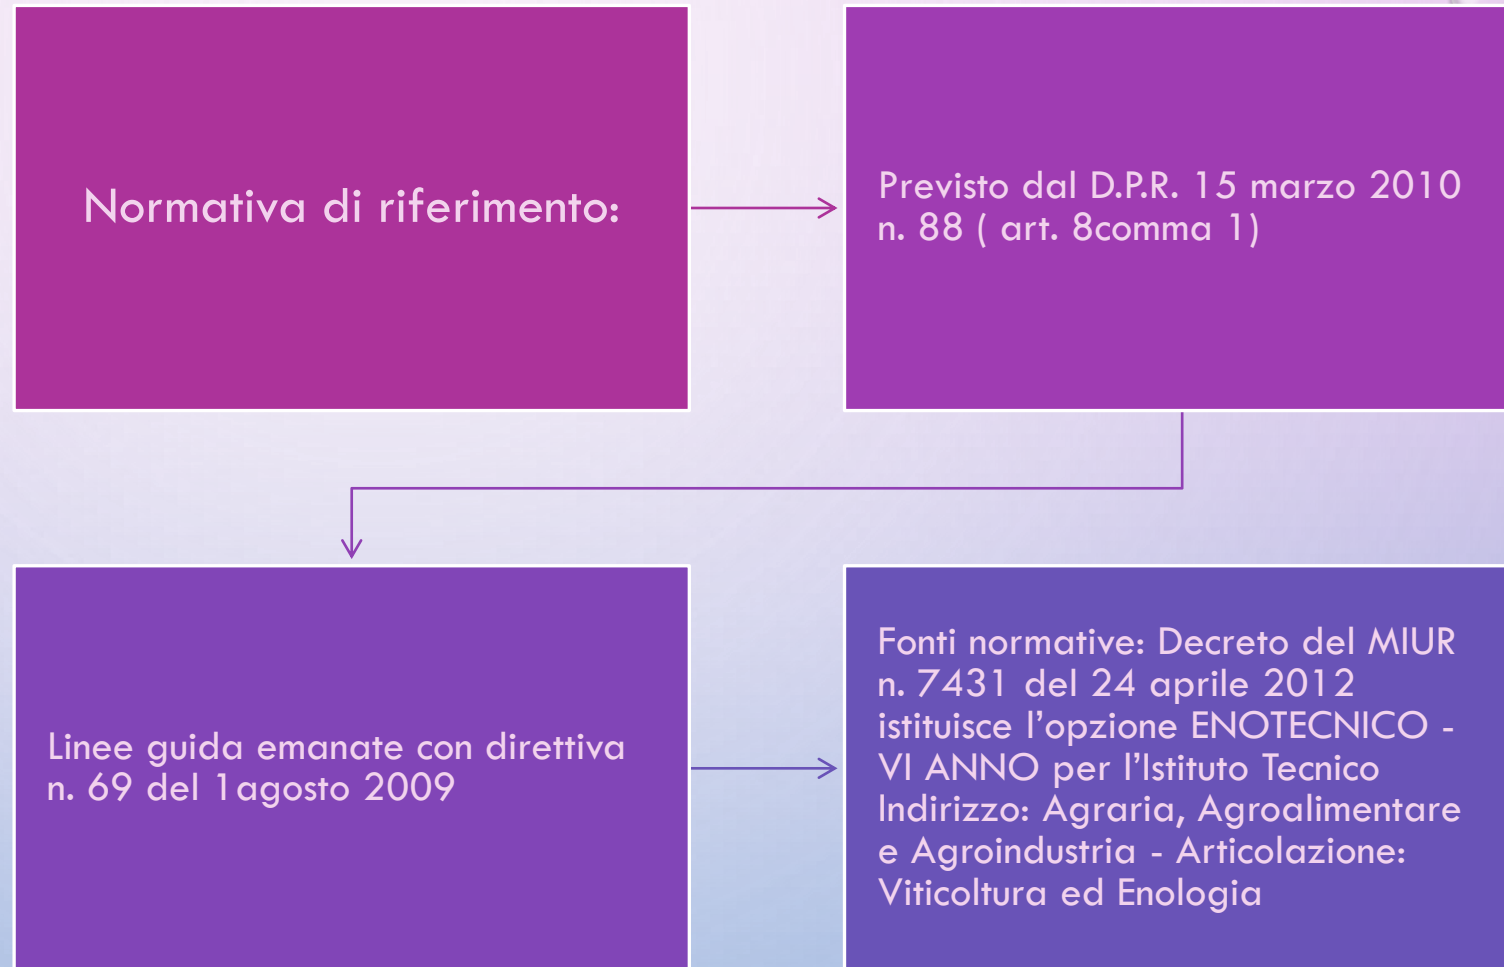 Normativa di riferimento:
Previsto dal D.P.R. 15 marzo 2010
n. 88 ( art. 8comma 1)
Linee guida emanate con direttiva
n. 69 del 1agosto 2009
Fonti normative: Decreto del MIUR
n. 7431 del 24 aprile 2012
istituisce l’opzione ENOTECNICO -
VI ANNO per l’Istituto Tecnico
Indirizzo: Agraria, Agroalimentare
e Agroindustria - Articolazione:
Viticoltura ed Enologia